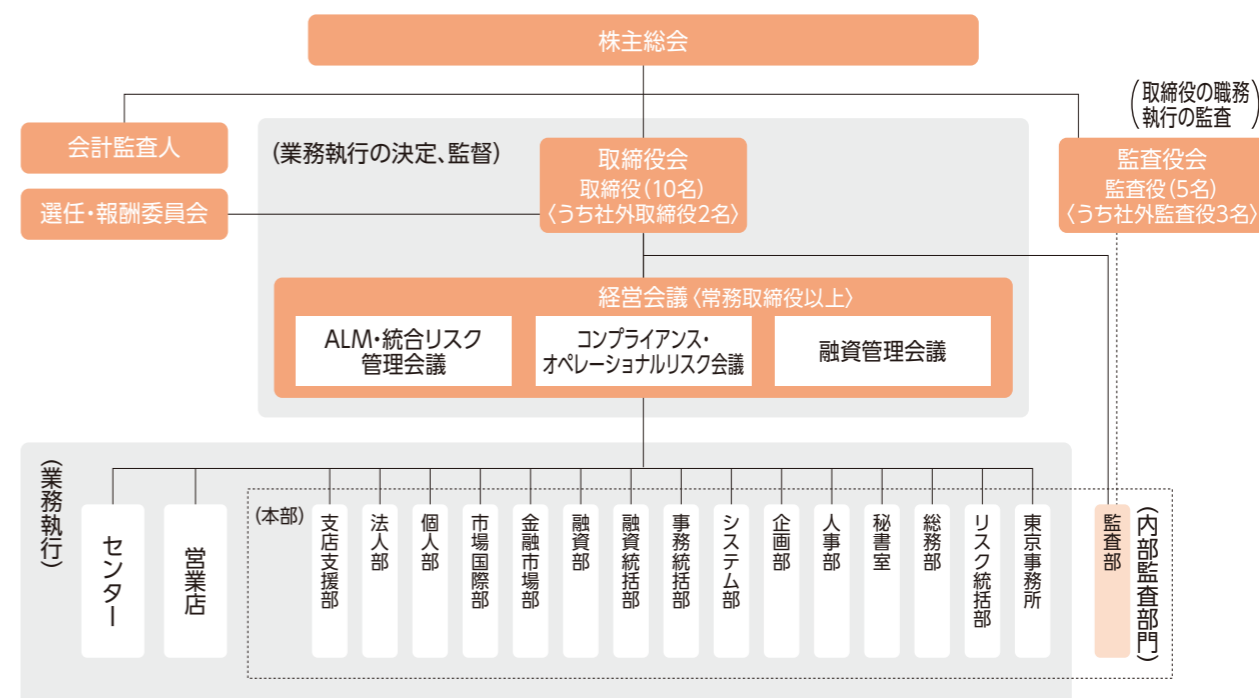 株主総会
(取締役の職務
執行の監査)
会計監査人
(業務執行の決定、監督)
取締役会
取締役(10名)
〈うち社外取締役2名〉
監査役会
監査役(5名)
〈うち社外監査役3名〉
選任・報酬委員会
経営会議〈常務取締役以上〉
ALM・統合リスク
管理会議
コンプライアンス・
オペレーショナルリスク会議
融資管理会議
(業務執行)
センター
営業店
(本部)
支店支援部
法人部
個人部
市場国際部
金融市場部
融資部
融資統括部
事務統括部
システム部
企画部
人事部
秘書室
総務部
リスク統括部
東京事務所
監査部
(内部監査部門)